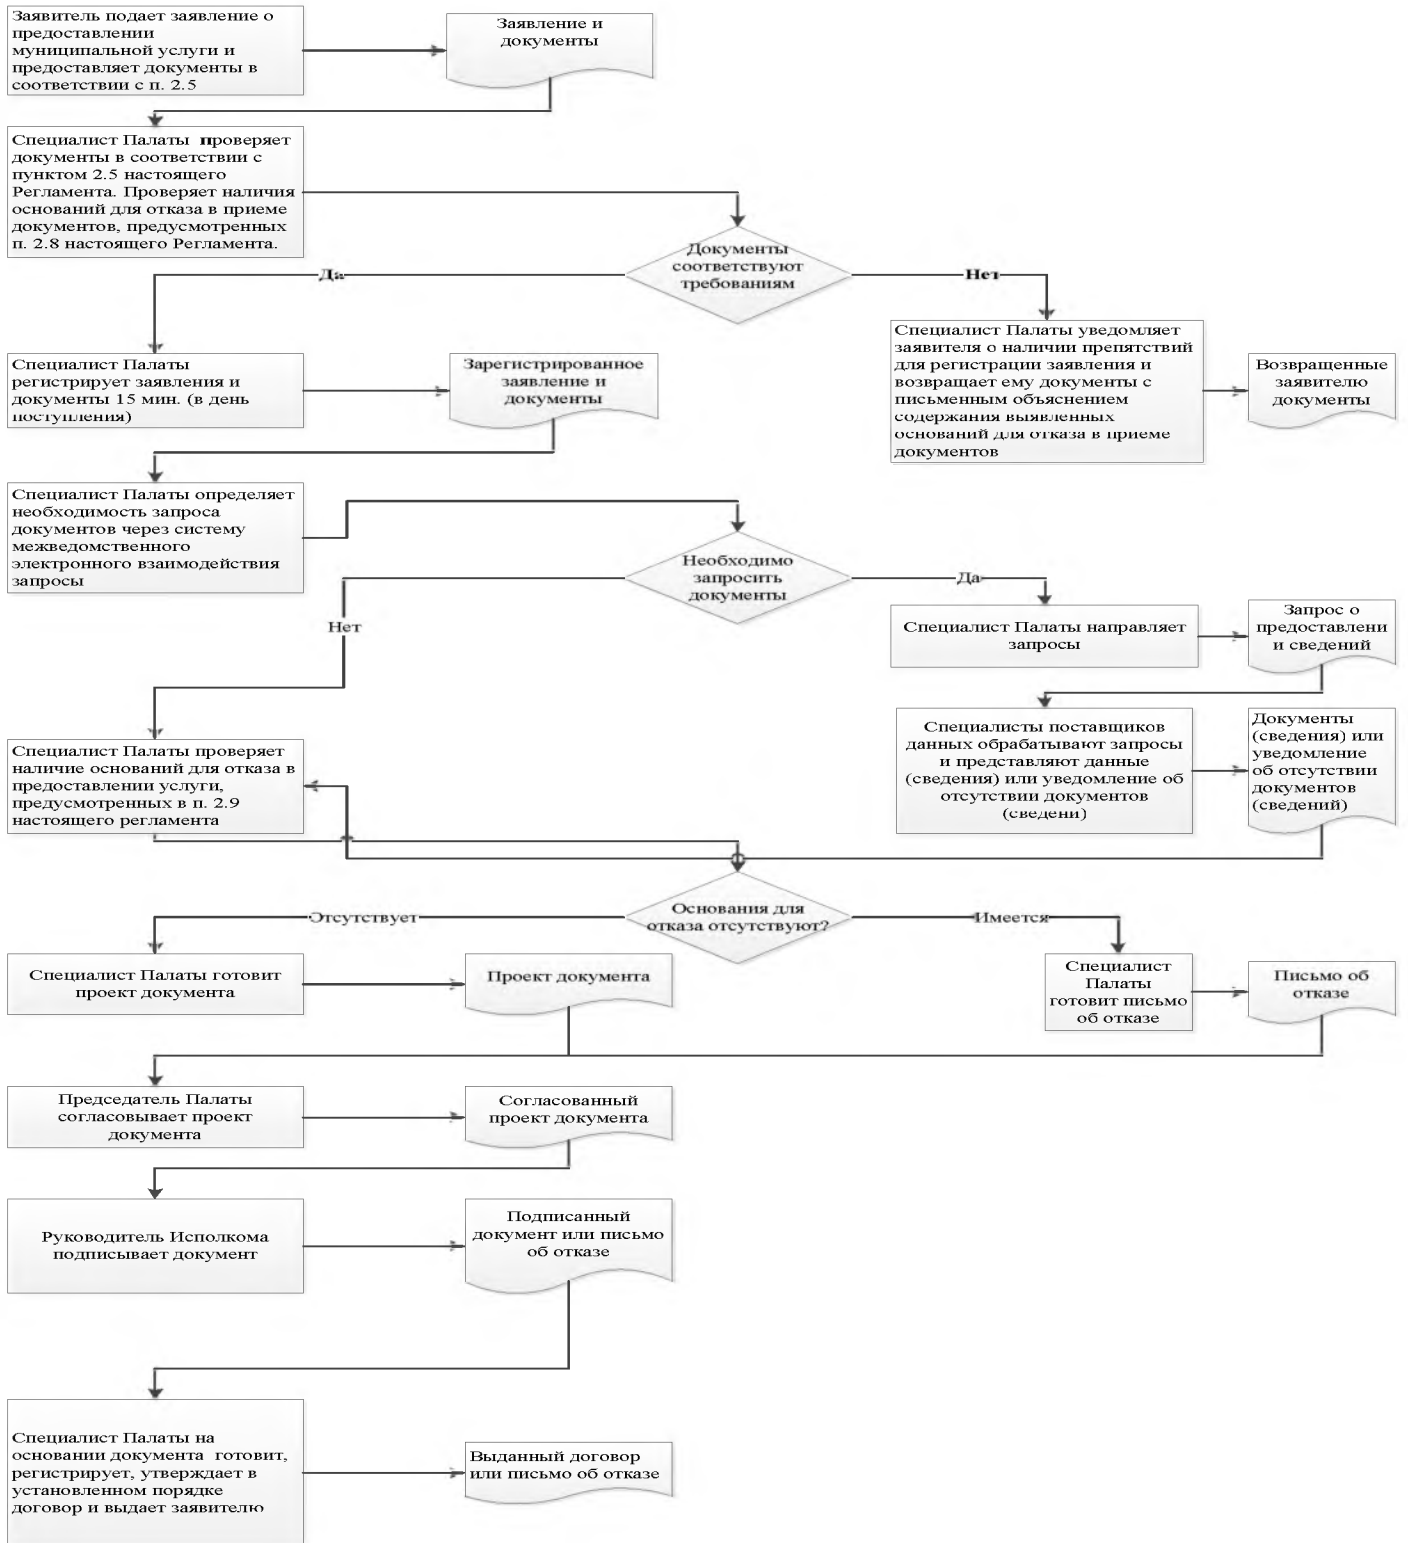 Заявитель подает заявление о
предоставлении
муниципальной услуги и
предоставляет документы в
соответствии с п. 2.5
Заявление и
документы
Специалист Палаты проверяет
документы в соответствии с
пунктом 2.5 настоящего
Регламента. Проверяет наличия
оснований для отказа в приеме
документов, предусмотренных
п. 2.8 настоящего Регламента.
Документы
соответствуют
требованиям
Да
Нет
Специалист Палаты
регистрирует заявления и
документы 15 мин. (в день
поступления)
Зарегистрированное
заявление и
документы
Специалист Палаты уведомляет
заявителя о наличии препятствий
для регистрации заявления и
возвращает ему документы с
письменным объяснением
содержания выявленных
оснований для отказа в приеме
документов
Возвращенные
заявителю
документы
Специалист Палаты определяет
необходимость запроса
документов через систему
межведомственного
электронного взаимодействия
запросы
Необходимо
запросить
документы
Нет
Да
Специалист Палаты направляет
запросы
Запрос о
предоставлени
и сведений
Специалисты поставщиков
данных обрабатывают запросы
и представляют данные
(сведения) или уведомление об
отсутствии документов
(сведени)
Документы
(сведения) или
уведомление
об отсутствии
документов
(сведений)
Специалист Палаты проверяет
наличие оснований для отказа в
предоставлении услуги,
предусмотренных в п. 2.9
настоящего регламента
Основания для
отказа отсутствуют?
Отсутствует
Имеется
Специалист Палаты готовит
проект документа
Проект документа
Специалист
Палаты
готовит письмо
об отказе
Письмо об
отказе
Председатель Палаты
согласовывает проект
документа
Согласованный
проект документа
Руководитель Исполкома
подписывает документ
Подписанный
документ или письмо
об отказе
Специалист Палаты на
основании документа готовит,
регистрирует, утверждает в
установленном порядке
договор и выдает заявителю
Выданный договор
или письмо об отказе